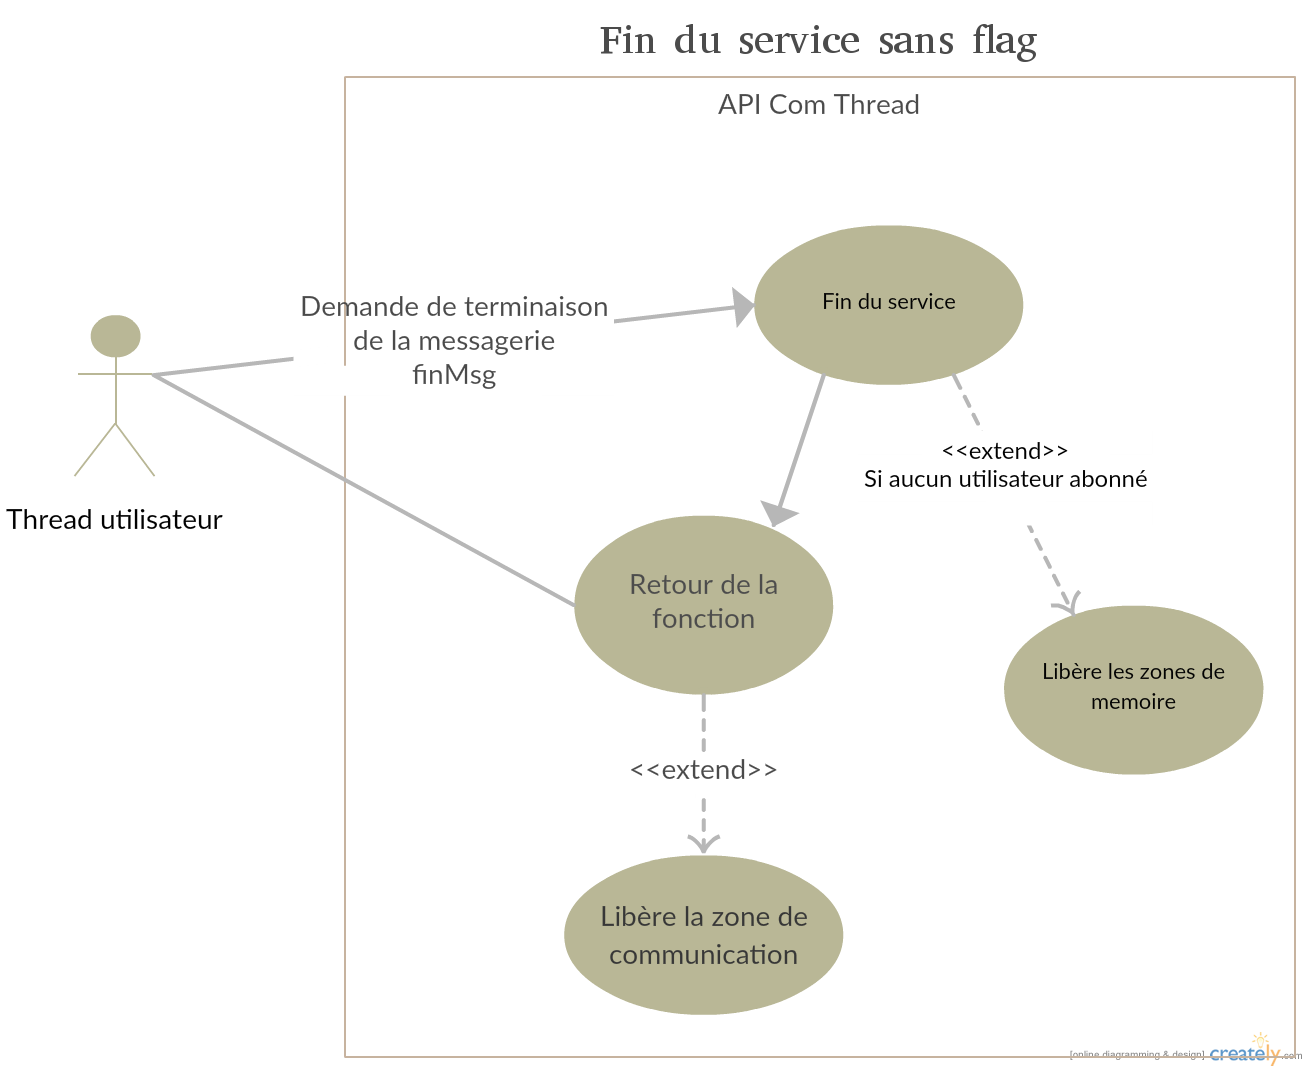 Fin du service sans flag
API Com Thread
Fin du service
Demande de terminaison
de la messagerie
finMsg
<<extend>>
Si aucun utilisateur abonné
Thread utilisateur
Retour de la
fonction
Libère les zones de
memoire
<<extend>>
Libère la zone de
communication
[online diagramming & design] creately.com